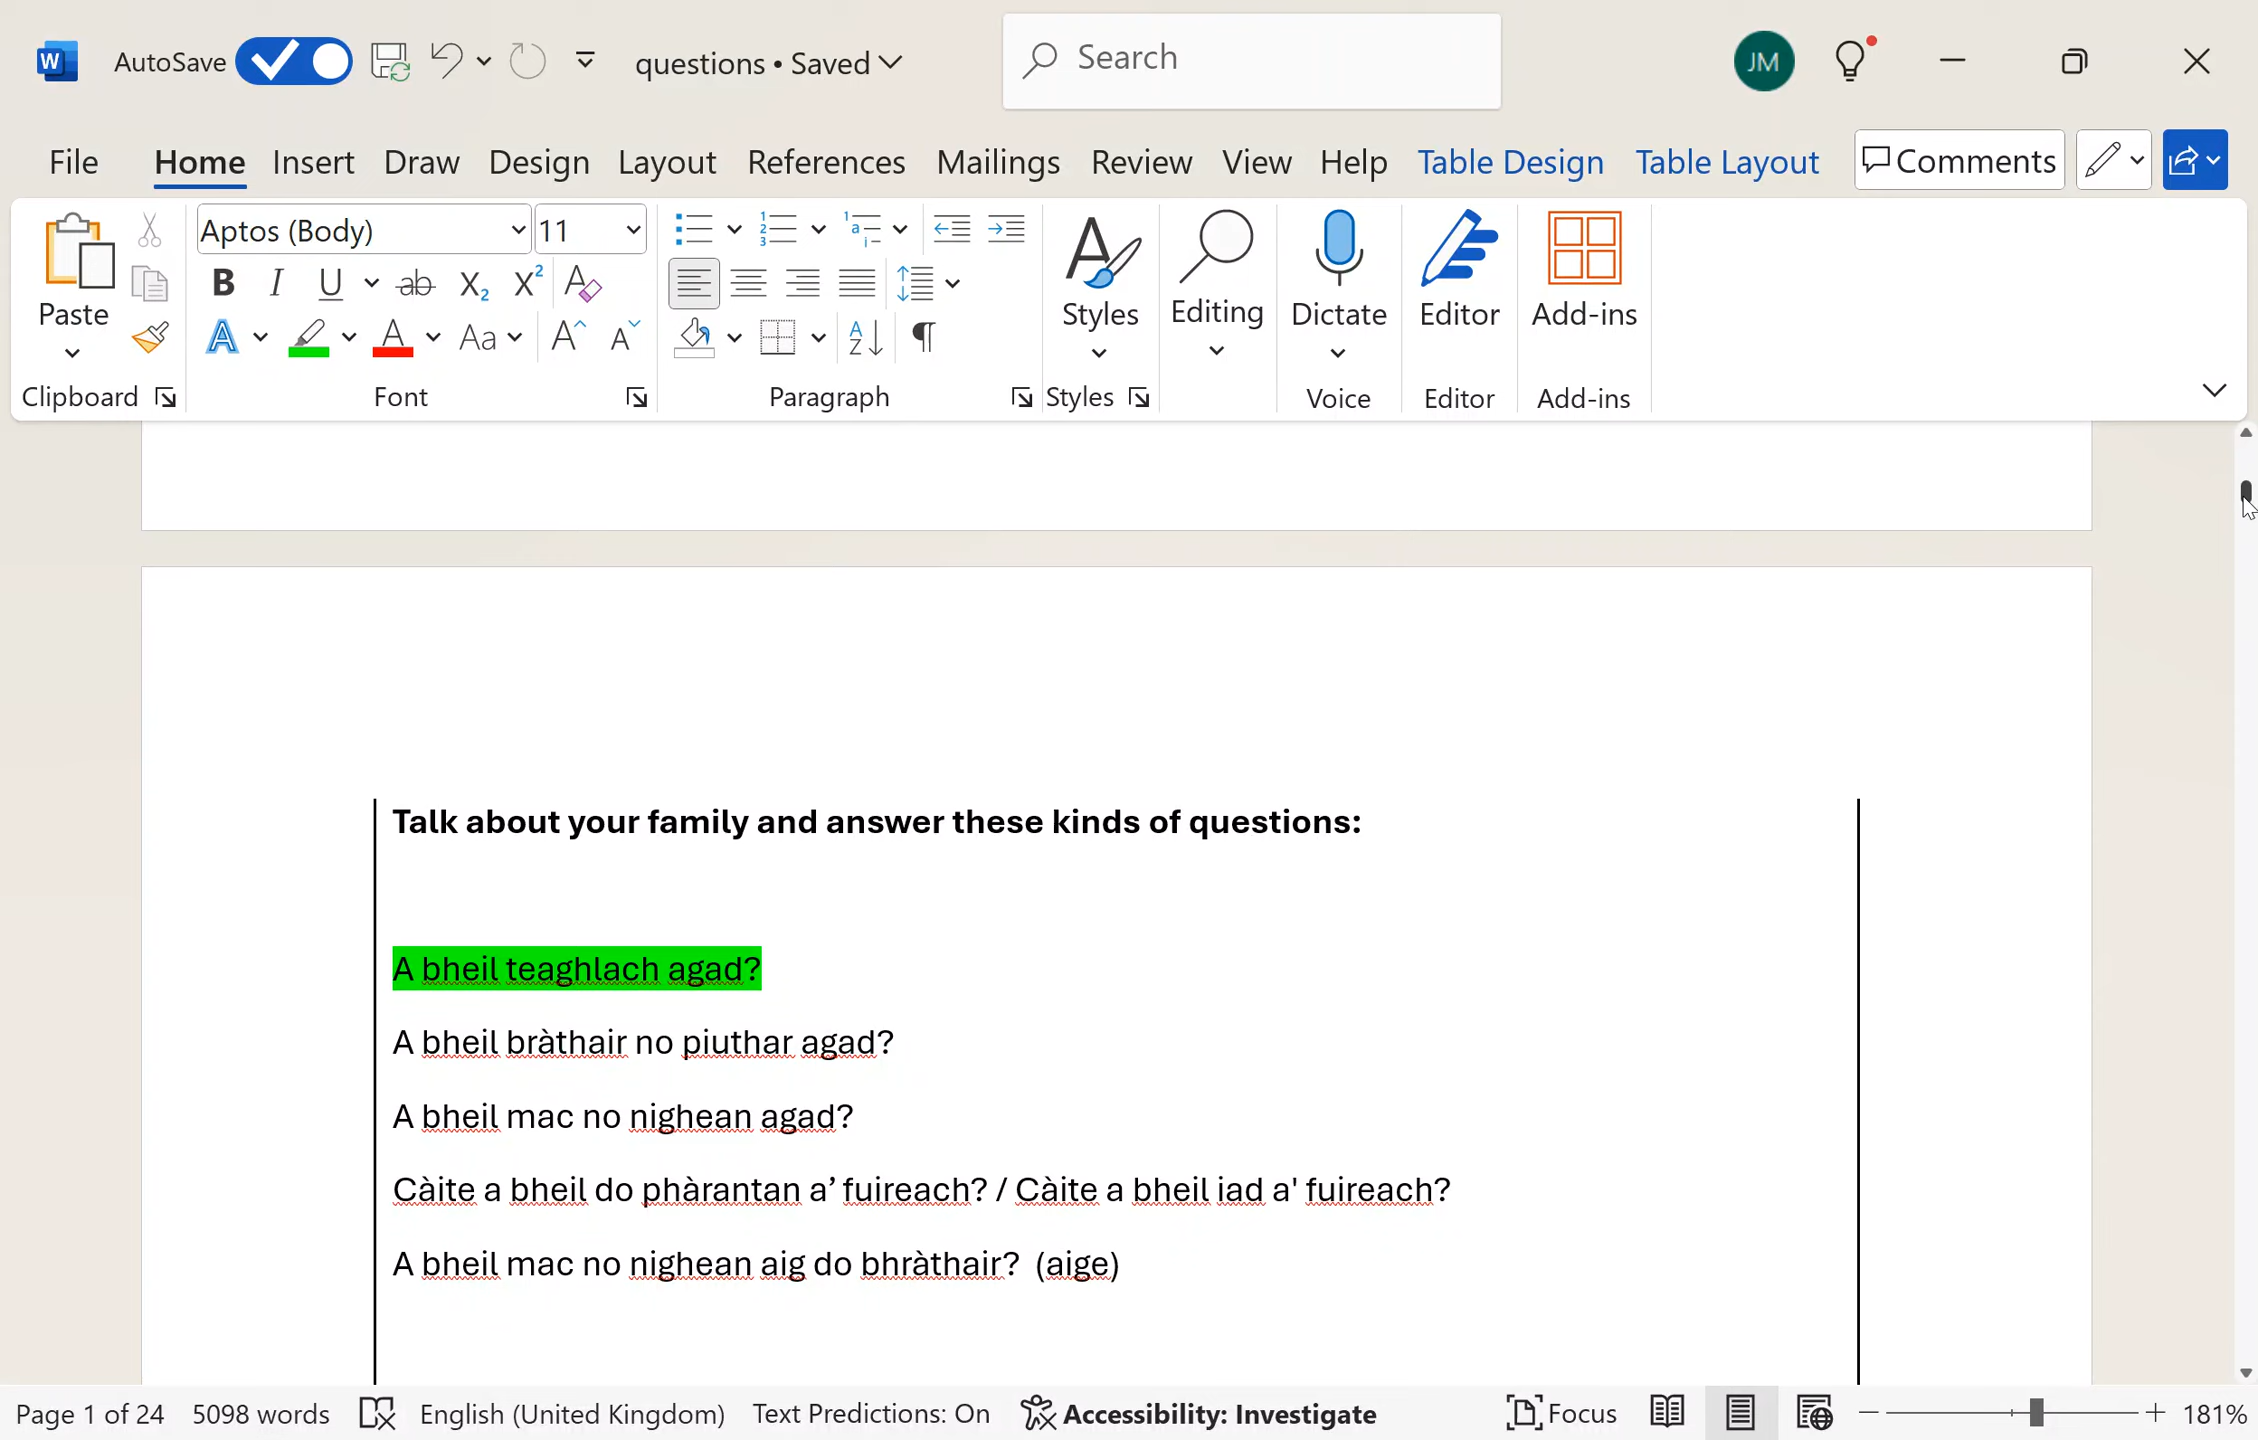 AutoSave questions • Saved Search JM
File Home Insert Draw Design Layout References Mailings Review View Help Table Design Table Layout Comments
Paste
Clipboard
Aptos (Body) 11
B I U ab X₂ X²
A A Aa A A
Font
Paragraph
Styles
Styles
Editing
Dictate
Voice
Editor
Editor
Add-ins
Add-ins
Talk about your family and answer these kinds of questions:
A bheil teaghlach agad?
A bheil bràthair no piuthar agad?
A bheil mac no nighean agad?
Càite a bheil do phàrantan a’ fuireach? / Càite a bheil iad a' fuireach?
A bheil mac no nighean aig do bhràthair? (aige)
Page 1 of 24 5098 words English (United Kingdom) Text Predictions: On Accessibility: Investigate Focus 181%